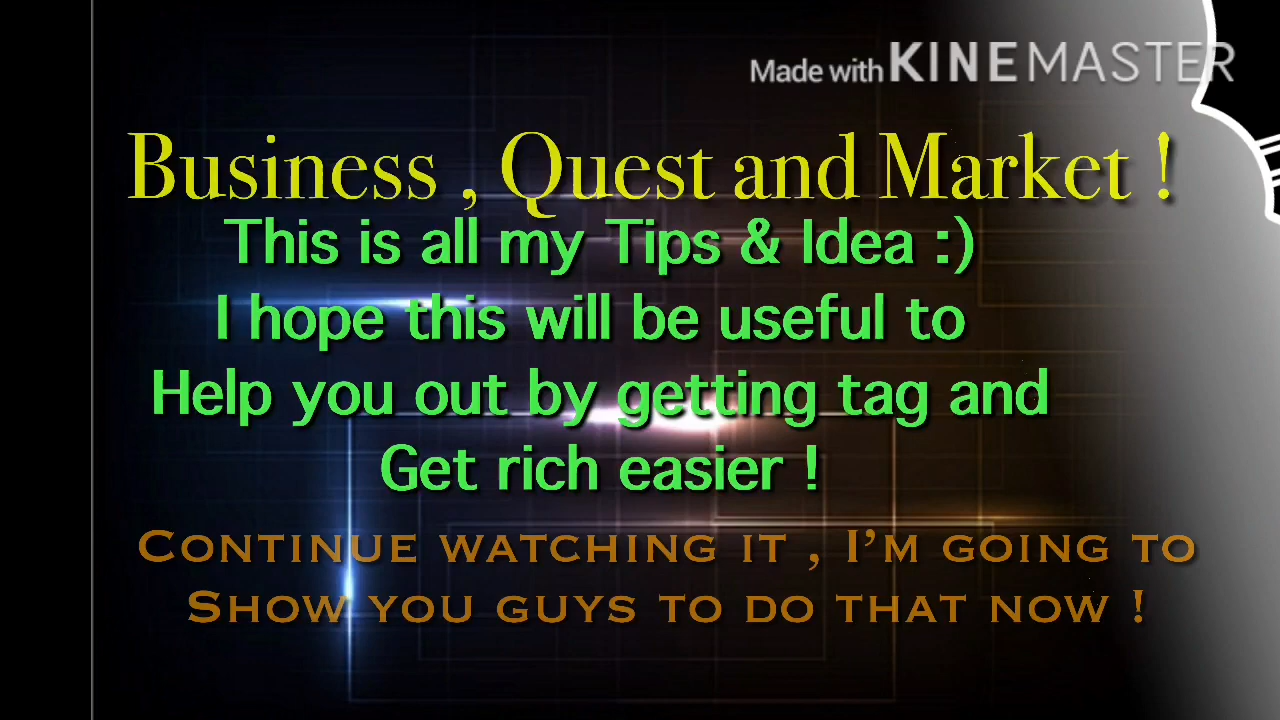 Made with KINEMASTER
Business , Quest and Market !
This is all my Tips & Idea :)
I hope this will be useful to
Help you out by getting tag and
Get rich easier !
Continue watching it , I'm going to
Show you guys to do that now !